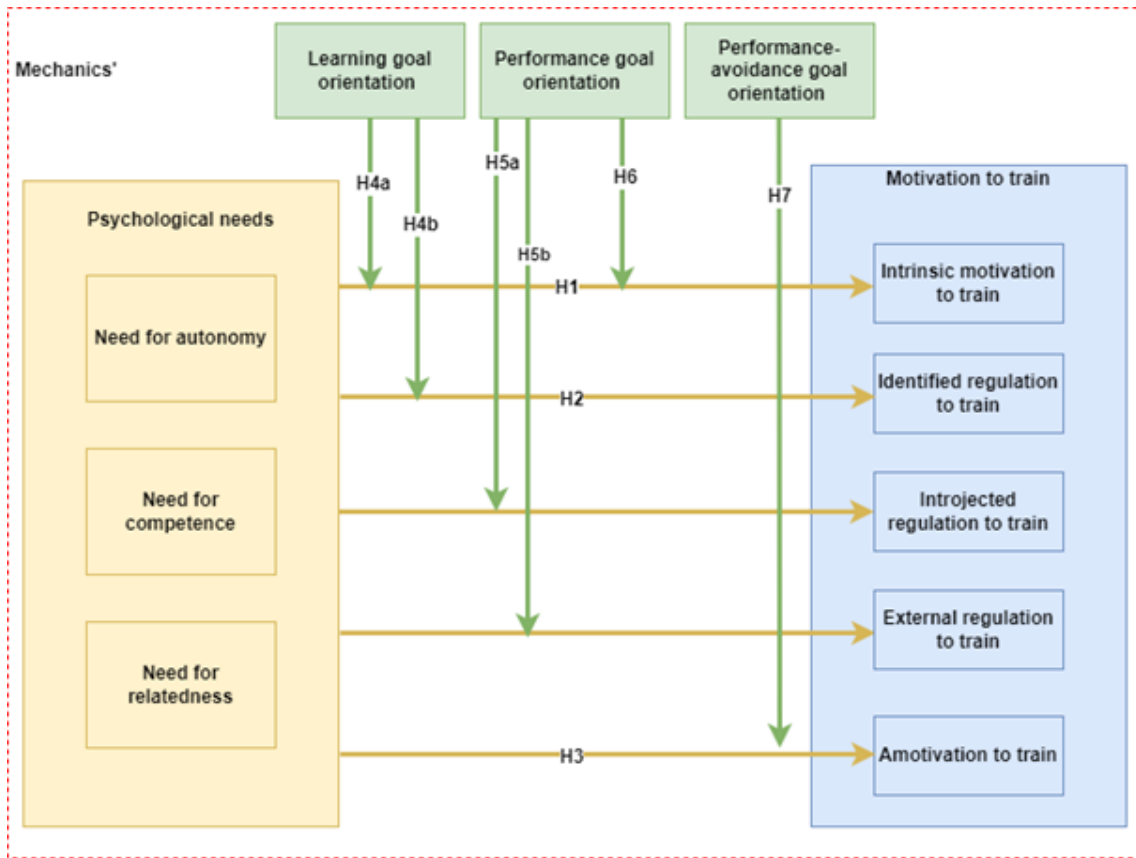 Mechanics'
Learning goal
orientation
Performance goal
orientation
Performance-
avoidance goal
orientation
H4a
H4b
H5a
H5b
H6
H7
Psychological needs
Need for autonomy
Need for
competence
Need for
relatedness
H1
H2
H3
Motivation to train
Intrinsic motivation
to train
Identified regulation
to train
Introjected
regulation to train
External regulation
to train
Amotivation to train